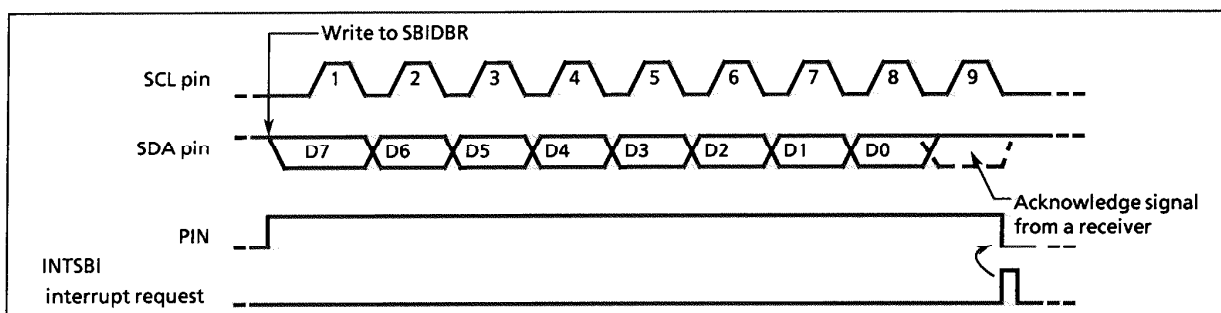 Write to SBIDBR
SCL pin 1 2 3 4 5 6 7 8 9
SDA pin D7 D6 D5 D4 D3 D2 D1 D0
Acknowledge signal
from a receiver
PIN
INTSBI
interrupt request